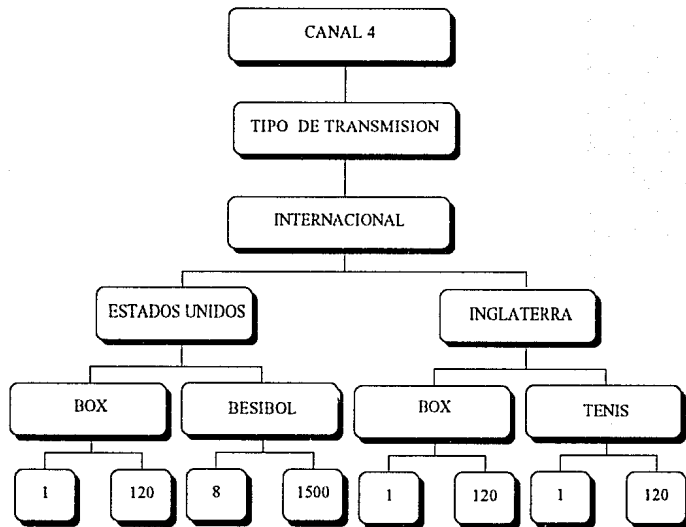 CANAL 4
TIPO DE TRANSMISION
INTERNACIONAL
ESTADOS UNIDOS
INGLATERRA
BOX
BESIBOL
BOX
TENIS
1
120
8
1500
1
120
1
120